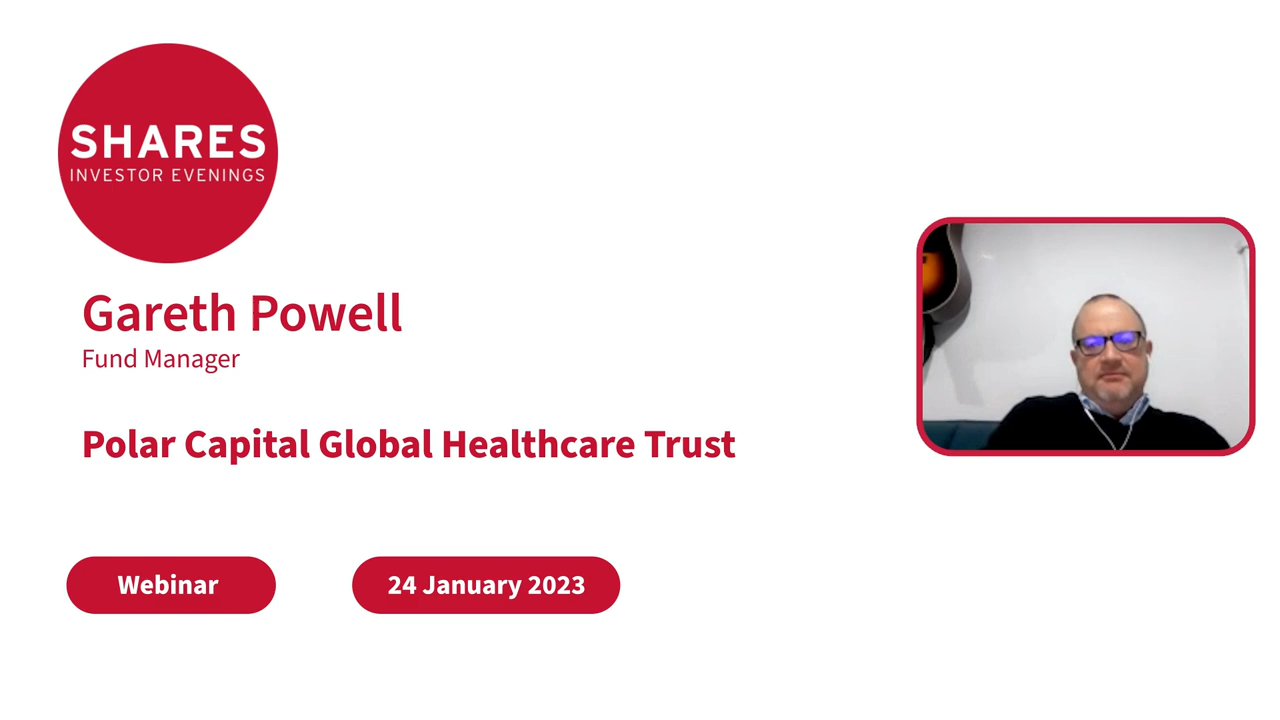 SHARES
INVESTOR EVENINGS
Gareth Powell
Fund Manager
Polar Capital Global Healthcare Trust
Webinar
24 January 2023